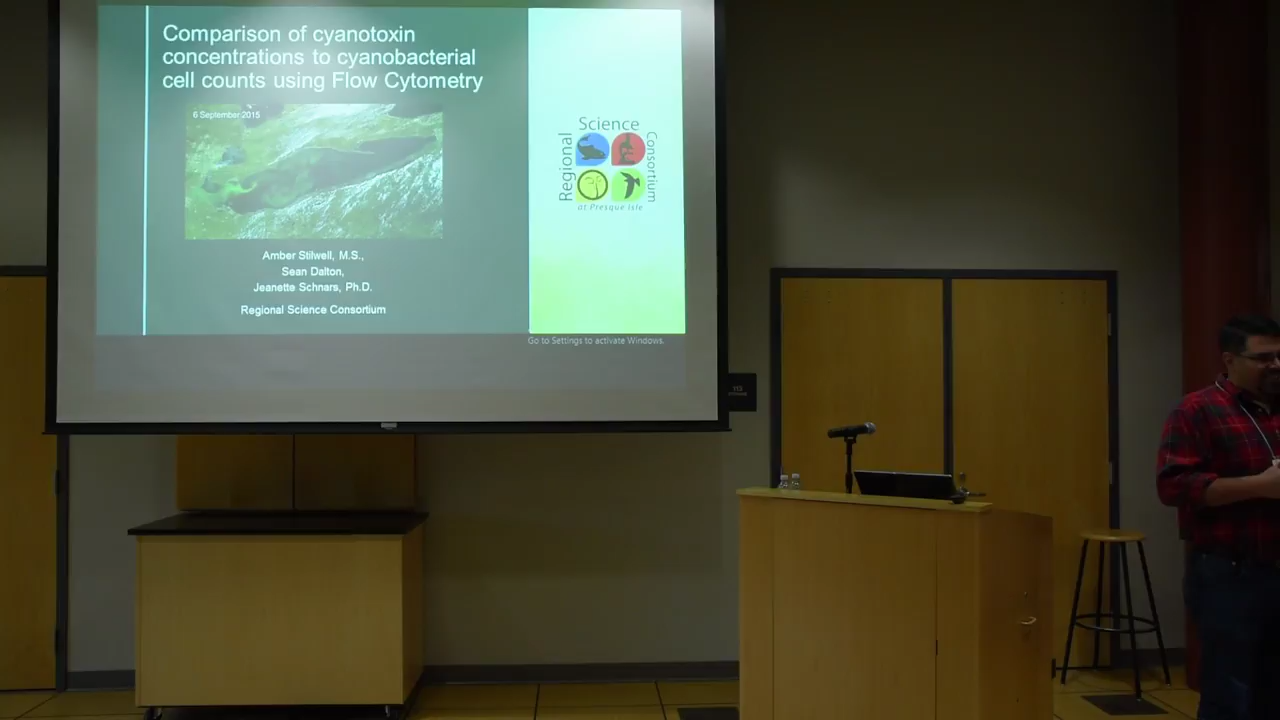 Comparison of cyanotoxin
concentrations to cyanobacterial
cell counts using Flow Cytometry
6 September 2015
Amber Stilwell, M.S.,
Sean Dalton,
Jeanette Schnars, Ph.D.
Regional Science Consortium
Regional
Science
Consortium
at Presque Isle
Go to Settings to activate Windows.